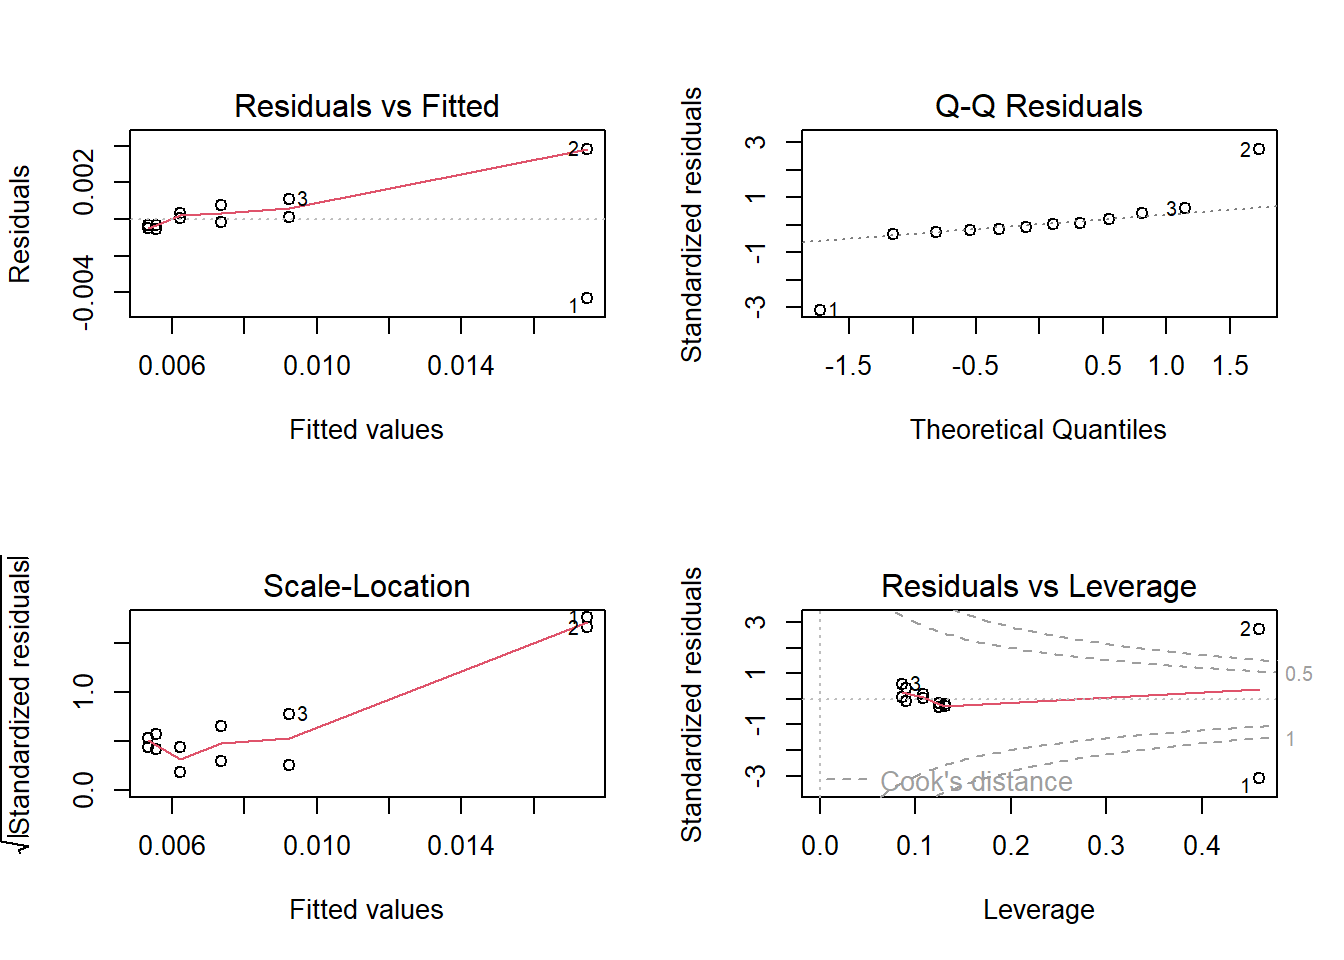 Residuals vs Fitted
Residuals
0.002
-0.004
2
3
1
0.006 0.010 0.014
Fitted values
Q-Q Residuals
Standardized residuals
3
1
-1
-3
2
3
1
-1.5 -0.5 0.5 1.0 1.5
Theoretical Quantiles
Scale-Location
√|Standardized residuals|
1.0
0.0
1
2
3
0.006 0.010 0.014
Fitted values
Residuals vs Leverage
Standardized residuals
3
1
-1
-3
2
3
0.5
1
Cook's distance
1
0.0 0.1 0.2 0.3 0.4
Leverage